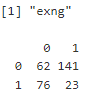 [1] "exng"
0 1
0 62 141
1 76 23